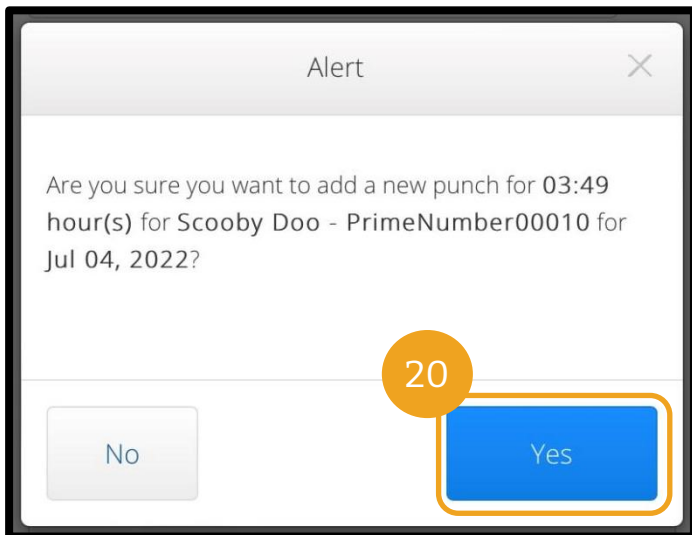 Alert
Are you sure you want to add a new punch for 03:49
hour(s) for Scooby Doo - PrimeNumber00010 for
Jul 04, 2022?
20
No
Yes